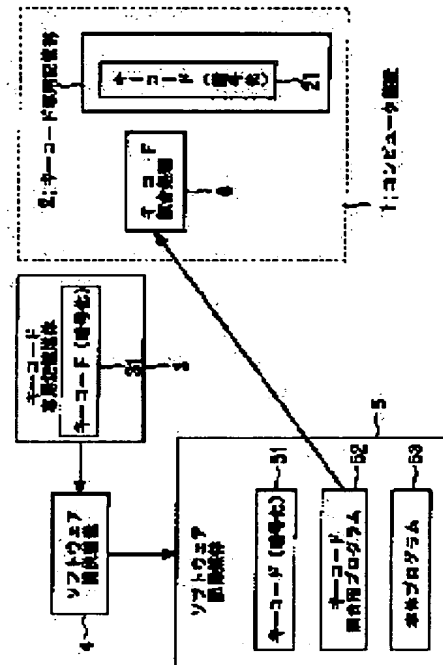 1:コンピュータ装置
2:キーコード専用記憶部
キーコード(暗号化)
21
キーコード
照合処理
6
キーコード
専用記憶媒体
キーコード(暗号化)
31
3
ソフトウェア
開発装置
4
ソフトウェア
記憶媒体
5
キーコード(暗号化)
51
キーコード
照合用プログラム
52
本体プログラム
53